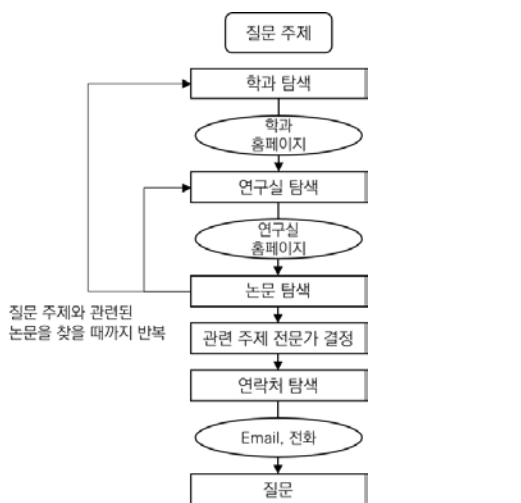 질문 주제
학과 탐색
학과
홈페이지
연구실 탐색
연구실
홈페이지
논문 탐색
질문 주제와 관련된
논문을 찾을 때까지 반복
관련 주제 전문가 결정
연락처 탐색
Email, 전화
질문